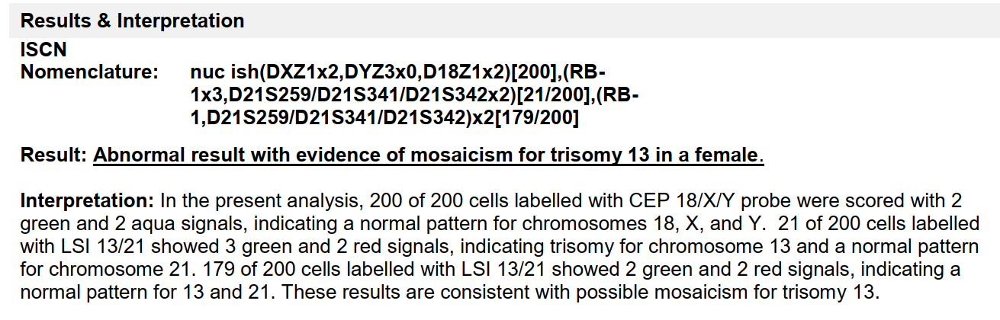 Results & Interpretation
ISCN
Nomenclature: nuc ish(DXZ1x2,DYZ3x0,D18Z1x2)[200],(RB-
1x3,D21S259/D21S341/D21S342x2)[21/200],(RB-
1,D21S259/D21S341/D21S342)x2[179/200]
Result: Abnormal result with evidence of mosaicism for trisomy 13 in a female.
Interpretation: In the present analysis, 200 of 200 cells labelled with CEP 18/X/Y probe were scored with 2
green and 2 aqua signals, indicating a normal pattern for chromosomes 18, X, and Y. 21 of 200 cells labelled
with LSI 13/21 showed 3 green and 2 red signals, indicating trisomy for chromosome 13 and a normal pattern
for chromosome 21. 179 of 200 cells labelled with LSI 13/21 showed 2 green and 2 red signals, indicating a
normal pattern for 13 and 21. These results are consistent with possible mosaicism for trisomy 13.